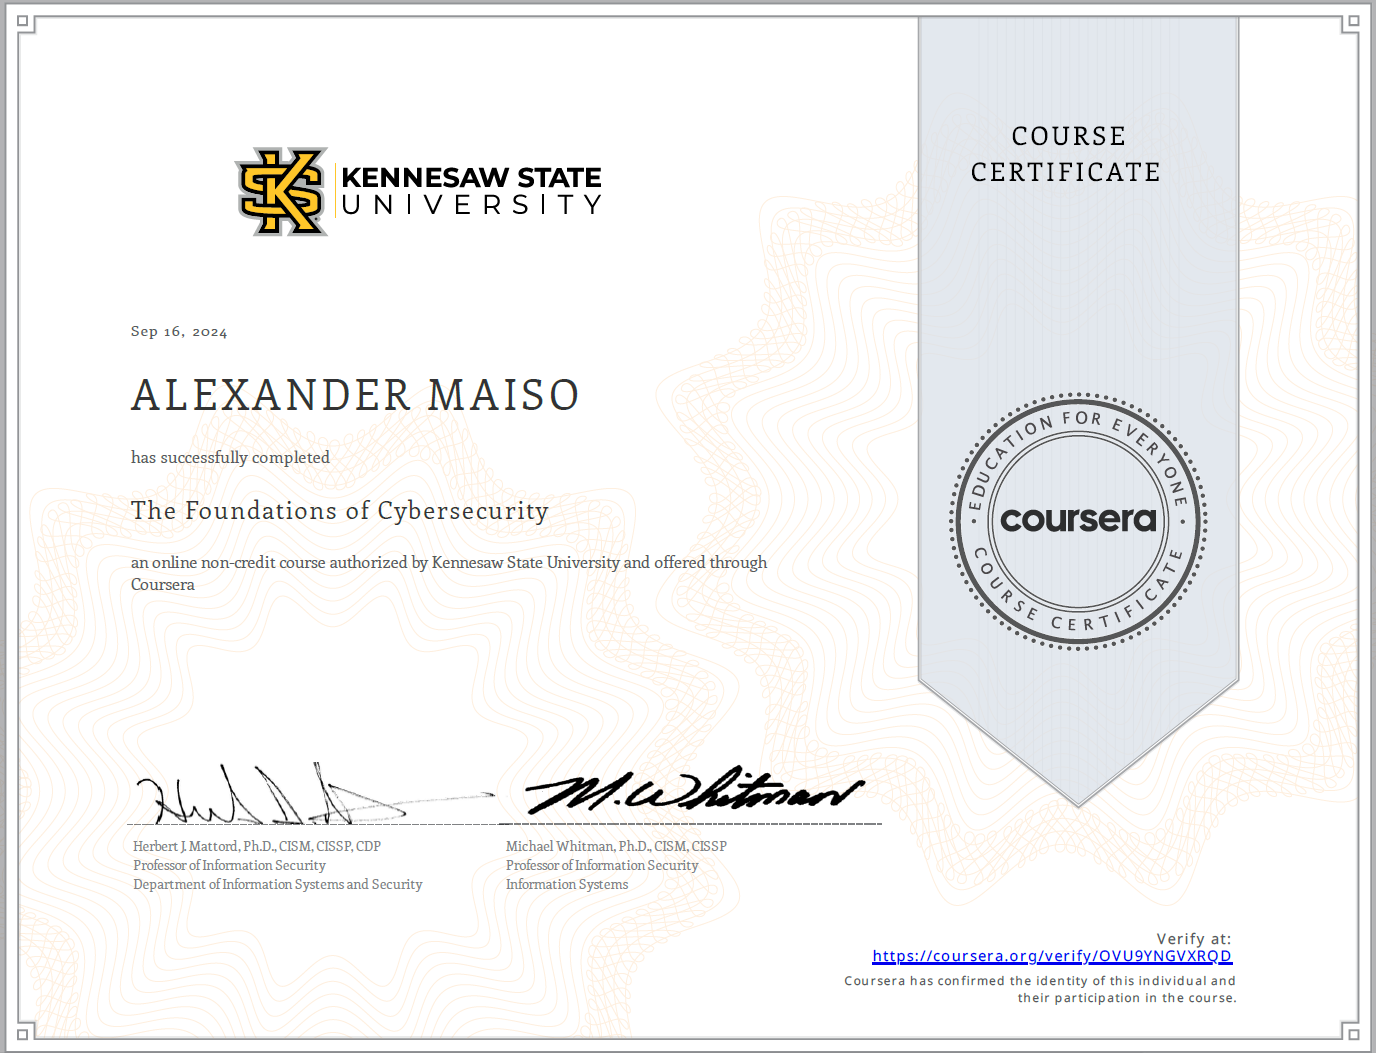 KENNESAW STATE
UNIVERSITY
COURSE
CERTIFICATE
Sep 16, 2024
ALEXANDER MAISO
has successfully completed
The Foundations of Cybersecurity
an online non-credit course authorized by Kennesaw State University and offered through
Coursera
EDUCATION FOR EVERYONE
coursera
COURSE CERTIFICATE
M. Whitman
Herbert J. Mattord, Ph.D., CISM, CISSP, CDP
Professor of Information Security
Department of Information Systems and Security
Michael Whitman, Ph.D., CISM, CISSP
Professor of Information Security
Information Systems
Verify at:
https://coursera.org/verify/OVU9YNGVXRQD
Coursera has confirmed the identity of this individual and
their participation in the course.